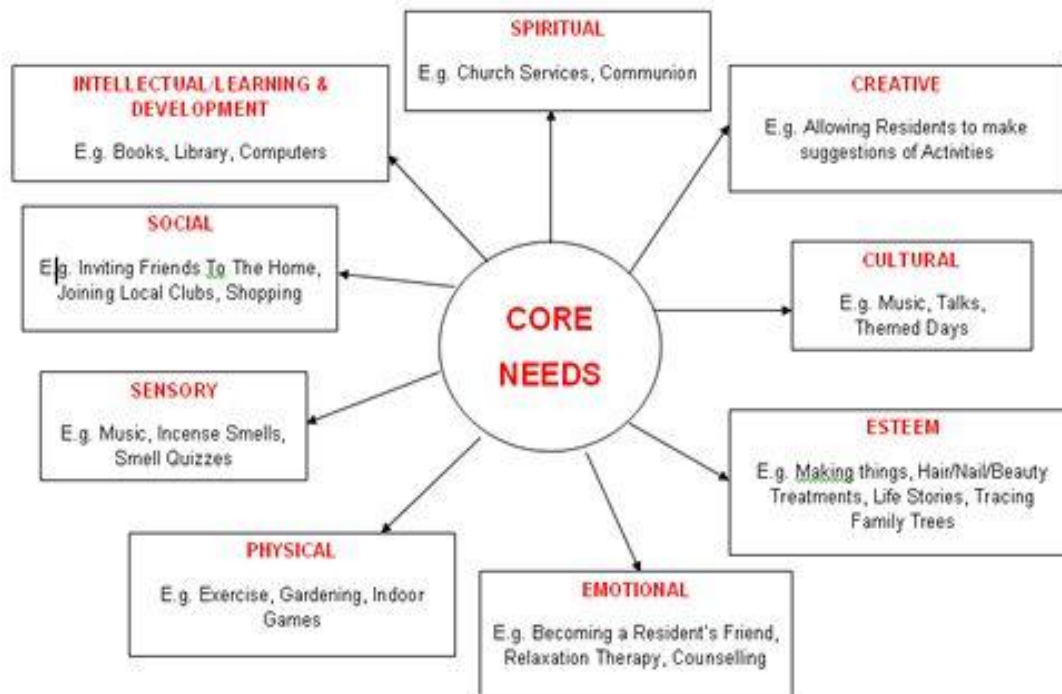 SPIRITUAL
E.g. Church Services, Communion
INTELLECTUAL/LEARNING &
DEVELOPMENT
E.g. Books, Library, Computers
CREATIVE
E.g. Allowing Residents to make
suggestions of Activities
SOCIAL
E.g. Inviting Friends To The Home,
Joining Local Clubs, Shopping
CULTURAL
E.g. Music, Talks,
Themed Days
CORE
NEEDS
SENSORY
E.g. Music, Incense Smells,
Smell Quizzes
ESTEEM
E.g. Making things, Hair/Nail/Beauty
Treatments, Life Stories, Tracing
Family Trees
PHYSICAL
E.g. Exercise, Gardening, Indoor
Games
EMOTIONAL
E.g. Becoming a Resident's Friend,
Relaxation Therapy, Counselling